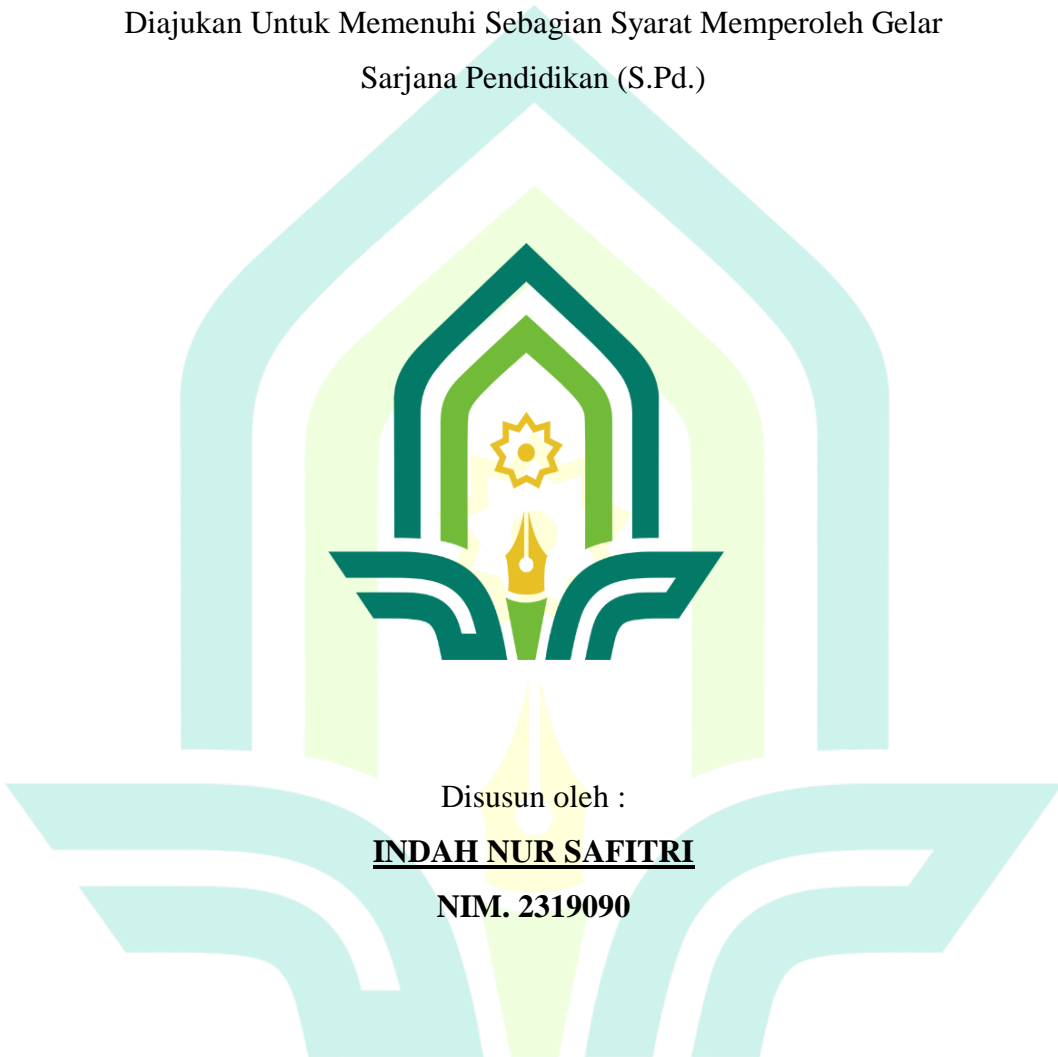 Diajukan Untuk Memenuhi Sebagian Syarat Memperoleh Gelar
Sarjana Pendidikan (S.Pd.)
Disusun oleh :
INDAH NUR SAFITRI
NIM. 2319090